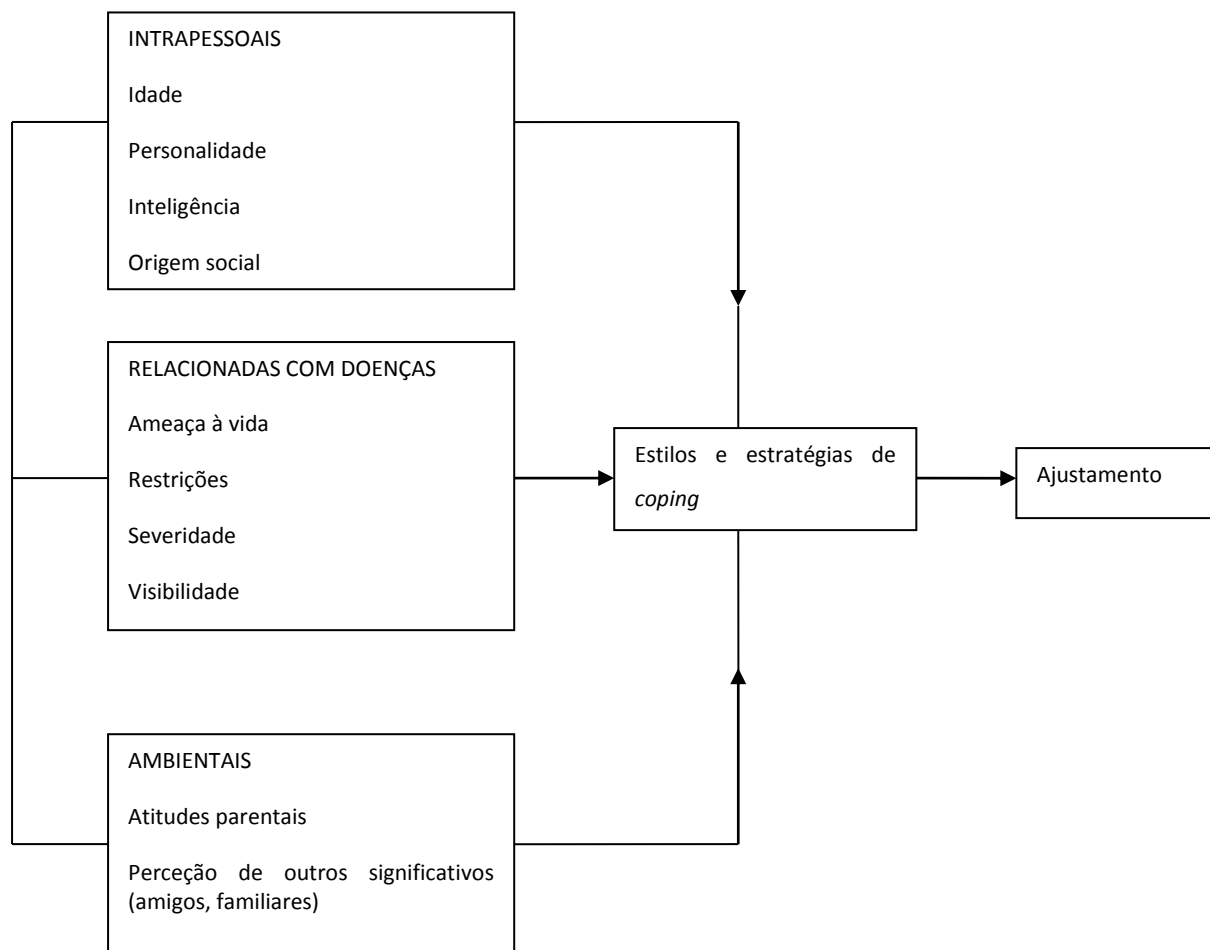 INTRAPESSOAIS
Idade
Personalidade
Inteligência
Origem social
RELACIONADAS COM DOENÇAS
Ameaça à vida
Restrições
Severidade
Visibilidade
AMBIENTAIS
Atitudes parentais
Perceção de outros significativos
(amigos, familiares)
Estilos e estratégias de
coping
Ajustamento